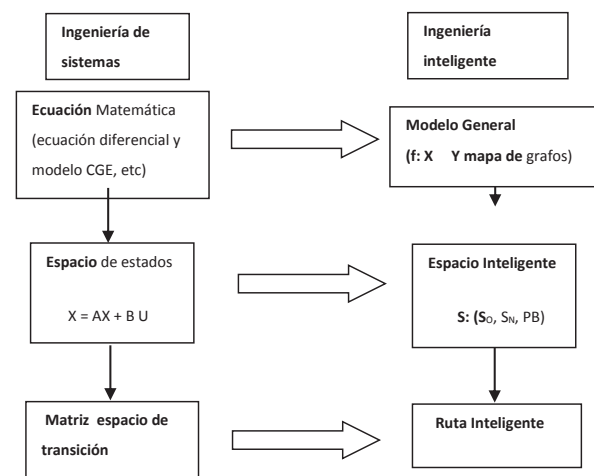 Ingeniería de
sistemas
Ingeniería
inteligente
Ecuación Matemática
(ecuación diferencial y
modelo CGE, etc)
Modelo General
(f: X Y mapa de grafos)
Espacio de estados
X = AX + B U
Espacio Inteligente
S: (S₀, Sₙ, PB)
Matriz espacio de
transición
Ruta Inteligente